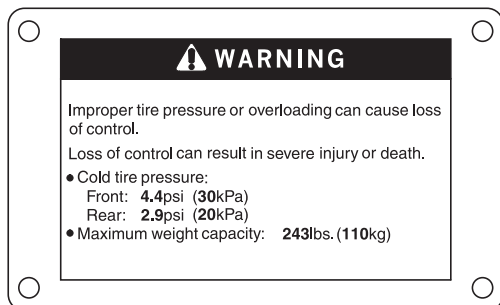 WARNING
Improper tire pressure or overloading can cause loss
of control.
Loss of control can result in severe injury or death.
● Cold tire pressure:
Front: 4.4psi (30kPa)
Rear: 2.9psi (20kPa)
● Maximum weight capacity: 243lbs. (110kg)